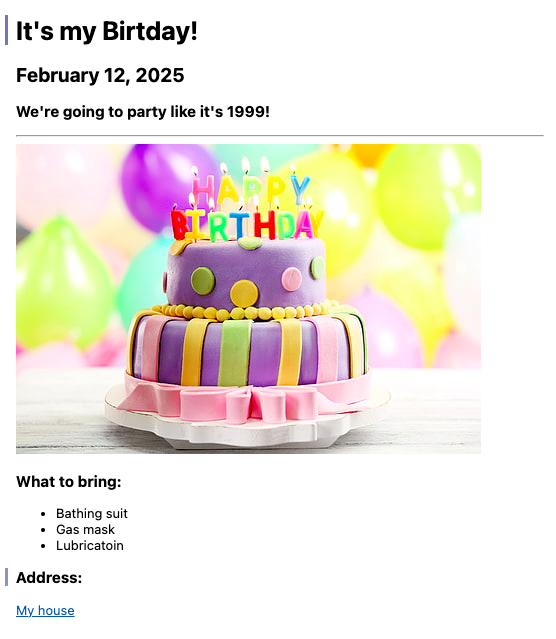 It's my Birtday!
February 12, 2025
We're going to party like it's 1999!
HAPPY
BIRTHDAY
What to bring:
Bathing suit
Gas mask
Lubricatoin
Address:
My house